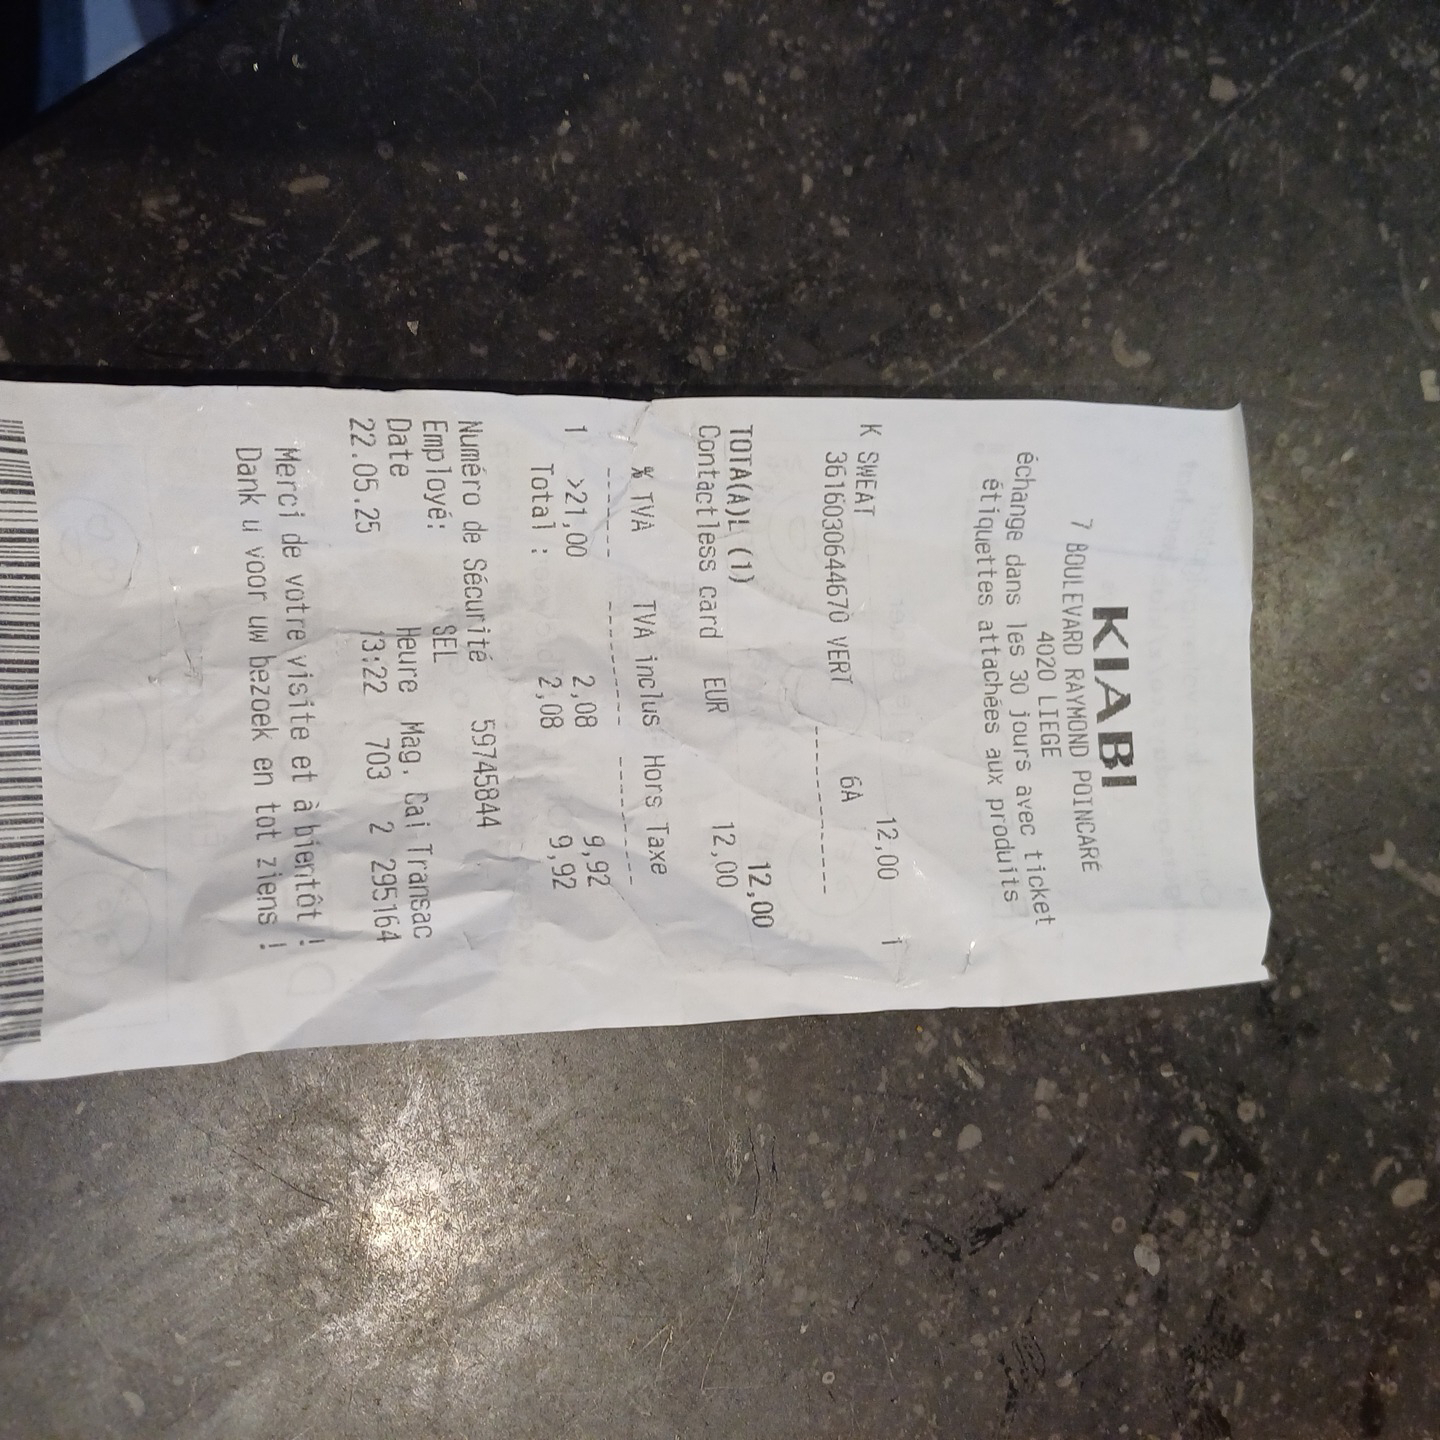 KIABI
7 BOULEVARD RAYMOND POINCARE
4020 LIEGE
échange dans les 30 jours avec ticket
étiquettes attachées aux produits
K SWEAT 12,00 1
3616030644670 VERT 6A
------------
TOTA(A)L (1) 12,00
Contactless card EUR 12,00
% TVA TVA inclus Hors Taxe
------- --------- ---------
1 >21,00 2,08 9,92
Total : 2,08 9,92
Numéro de Sécurité 59745844
Employé: SEL
Date Heure Mag. Cai Transac
22.05.25 13:22 703 2 295164
Merci de votre visite et à bientôt !
Dank u voor uw bezoek en tot ziens !